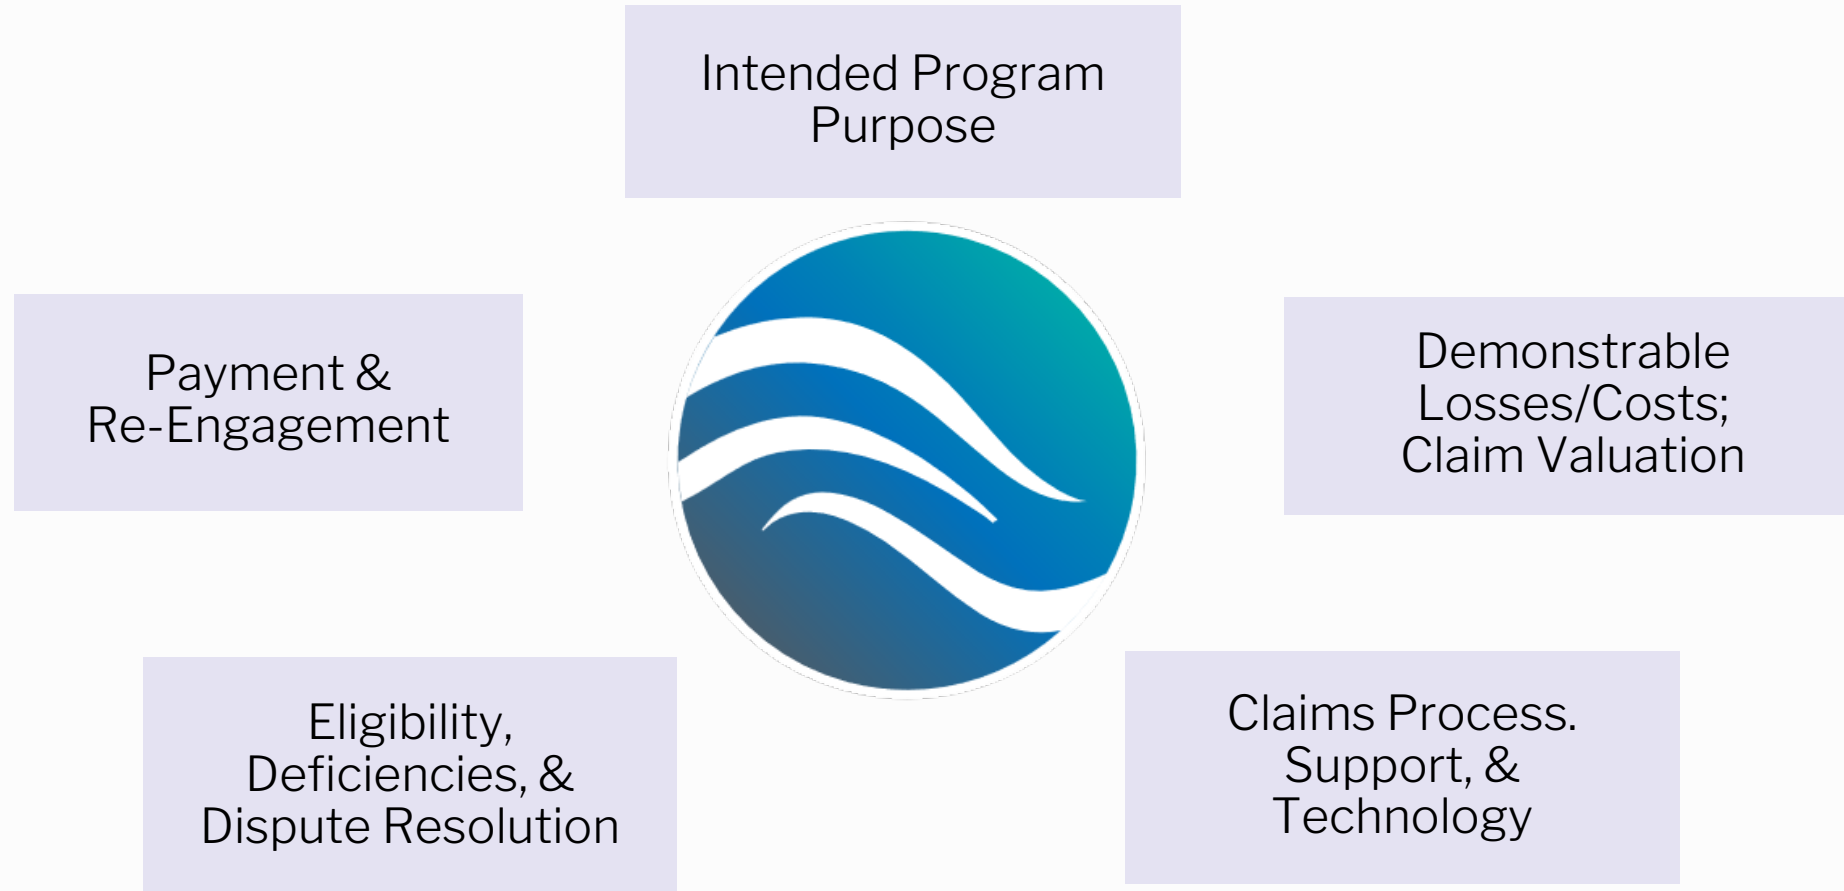 Intended Program
Purpose
Payment &
Re-Engagement
Demonstrable
Losses/Costs;
Claim Valuation
Eligibility,
Deficiencies, &
Dispute Resolution
Claims Process.
Support, &
Technology